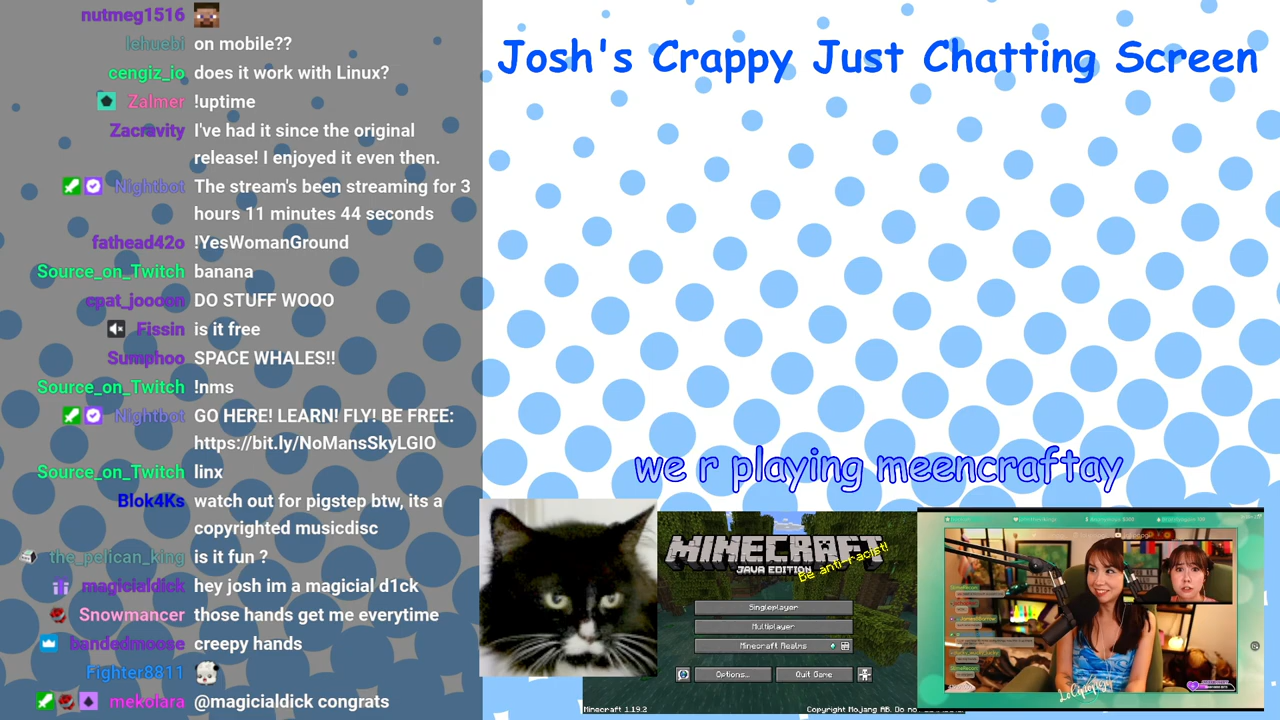 nutmeg1516
lehuebi on mobile??
cengiz_io does it work with Linux?
Zalmer !uptime
Zacravity I've had it since the original
release! I enjoyed it even then.
Nightbot The stream's been streaming for 3
hours 11 minutes 44 seconds
fathead42o !YesWomanGround
Source_on_Twitch banana
cpat_joooon DO STUFF WOOO
Fissin is it free
Sumphoo SPACE WHALES!!
Source_on_Twitch !nms
Nightbot GO HERE! LEARN! FLY! BE FREE:
https://bit.ly/NoMansSkyLGIO
Source_on_Twitch linx
Blok4Ks watch out for pigstep btw, its a
copyrighted musicdisc
the_pelican_king is it fun ?
magicialdick hey josh im a magicial d1ck
Snowmancer those hands get me everytime
bandedmoose creepy hands
Fighter8811
mekolara @magicialdick congrats
Josh's Crappy Just Chatting Screen
we r playing meencraftay
MINECRAFT
JAVA EDITION
Be anti-racist!
Singleplayer
Multiplayer
Minecraft Realms
Options...
Quit Game
Minecraft 1.19.2
Copyright Mojang AB. Do no